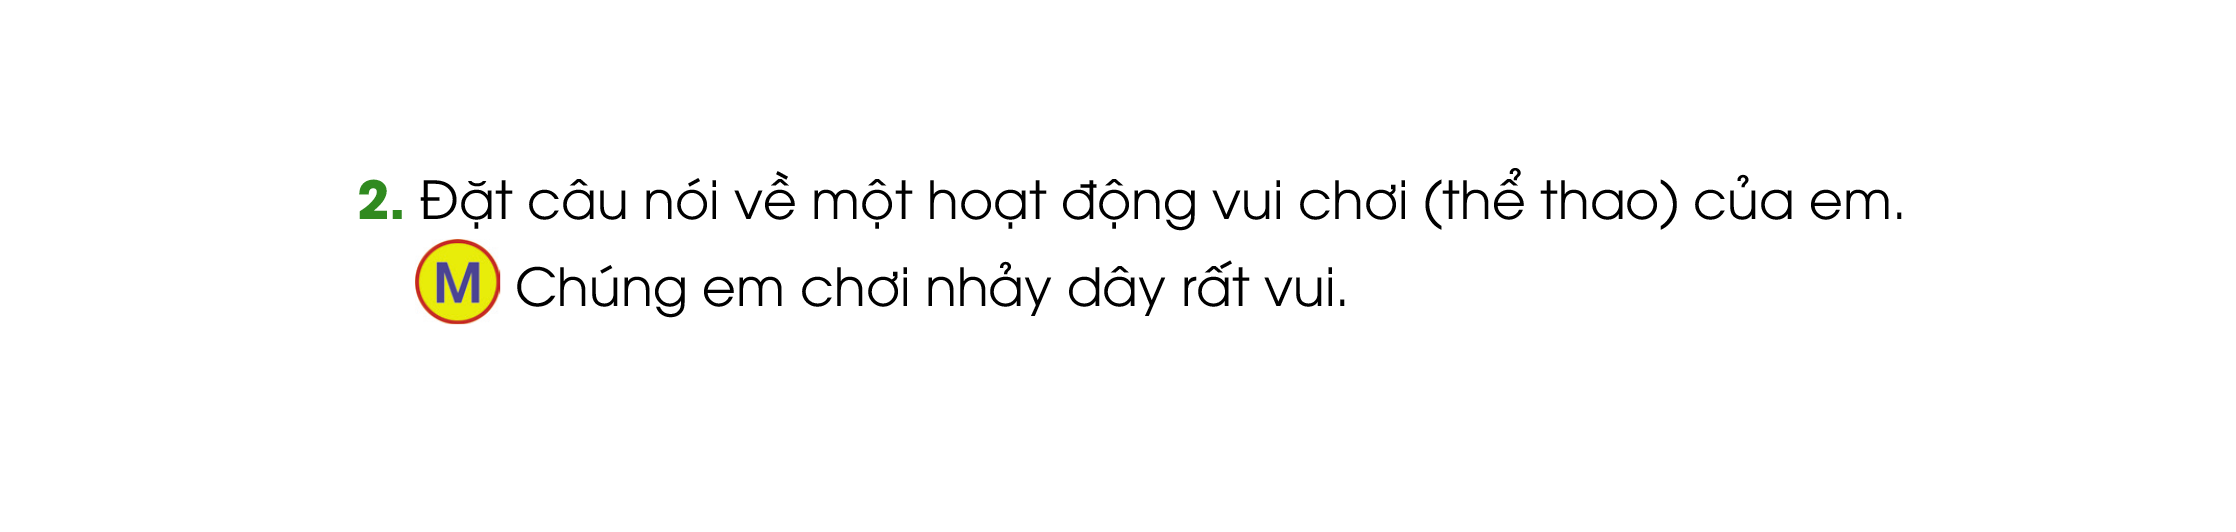 2. Đặt câu nói về một hoạt động vui chơi (thể thao) của em.
M Chúng em chơi nhảy dây rất vui.